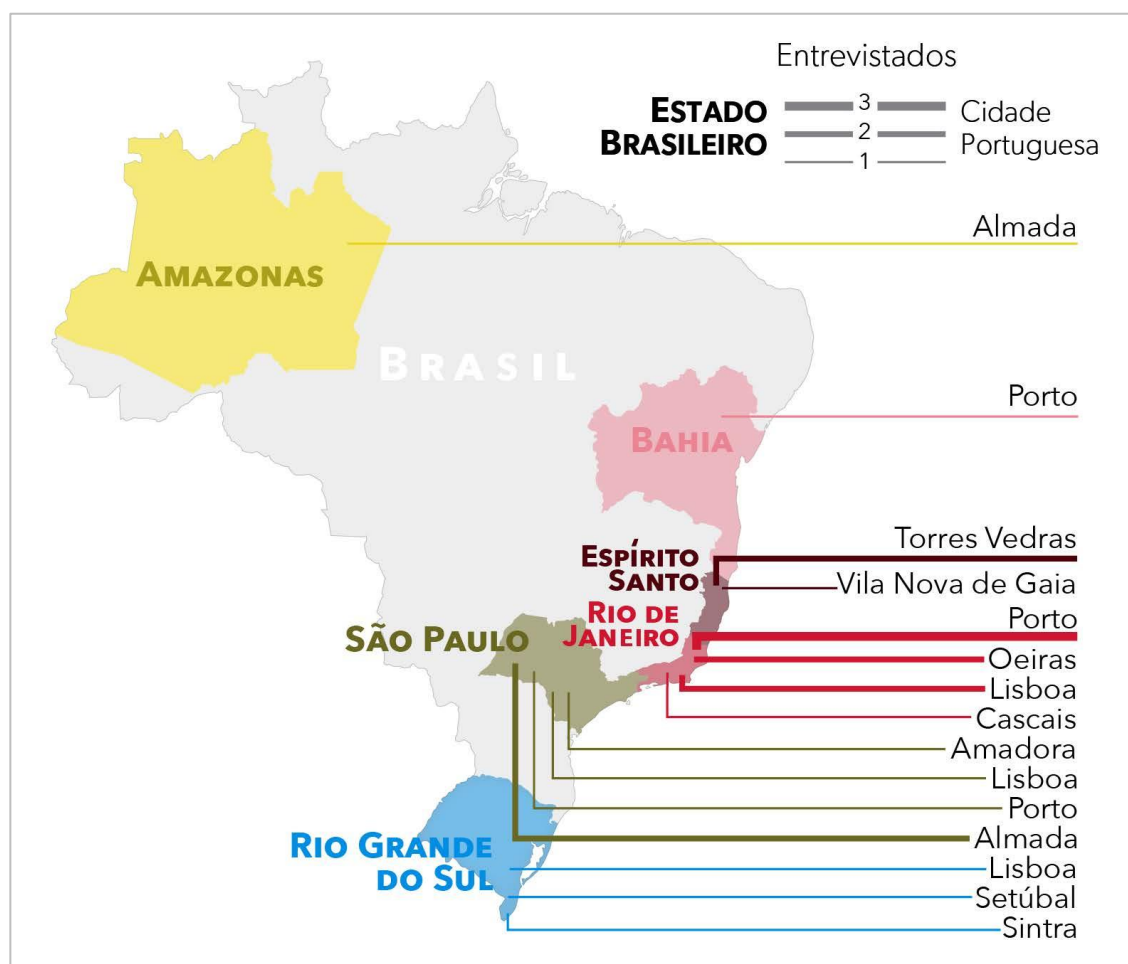 Entrevistados
ESTADO BRASILEIRO
3
2
1
Cidade
Portuguesa
Almada
AMAZONAS
BRASIL
Porto
BAHIA
Torres Vedras
ESPÍRITO
SANTO
Vila Nova de Gaia
RIO DE
JANEIRO
Porto
SÃO PAULO
Oeiras
Lisboa
Cascais
Amadora
Lisboa
Porto
Almada
RIO GRANDE
DO SUL
Lisboa
Setúbal
Sintra